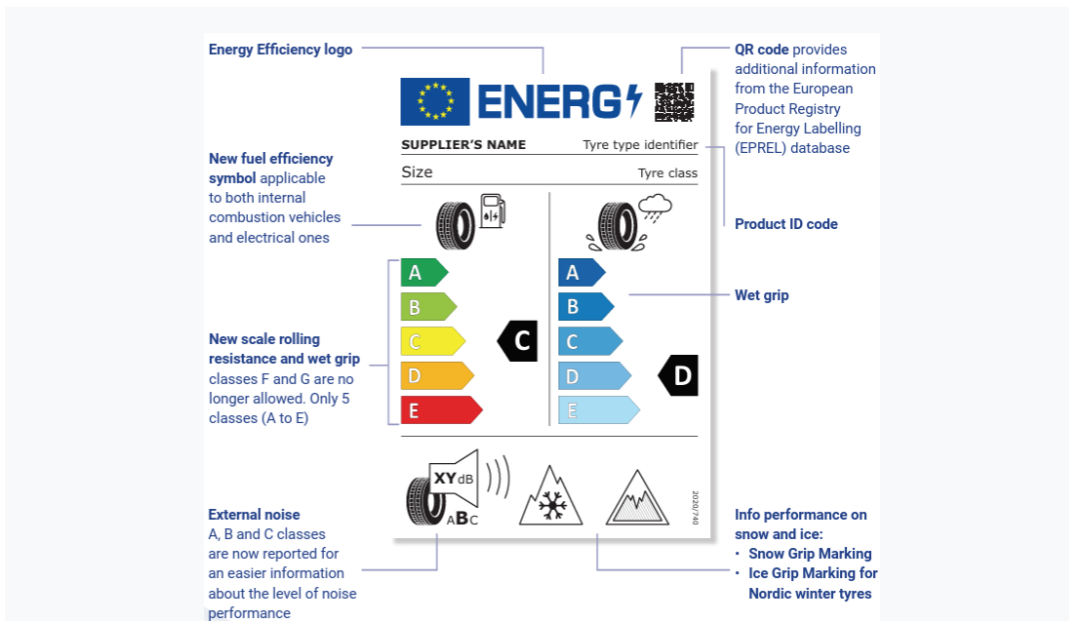 Energy Efficiency logo
QR code provides
additional information
from the European
Product Registry
for Energy Labelling
(EPREL) database
ENERG
SUPPLIER'S NAME
Tyre type identifier
Size
Tyre class
New fuel efficiency
symbol applicable
to both internal
combustion vehicles
and electrical ones
Product ID code
A
B
C
D
E
C
A
B
C
D
E
D
Wet grip
New scale rolling
resistance and wet grip
classes F and G are no
longer allowed. Only 5
classes (A to E)
XY dB
ABC
2020/740
External noise
A, B and C classes
are now reported for
an easier information
about the level of noise
performance
Info performance on
snow and ice:
• Snow Grip Marking
• Ice Grip Marking for
Nordic winter tyres